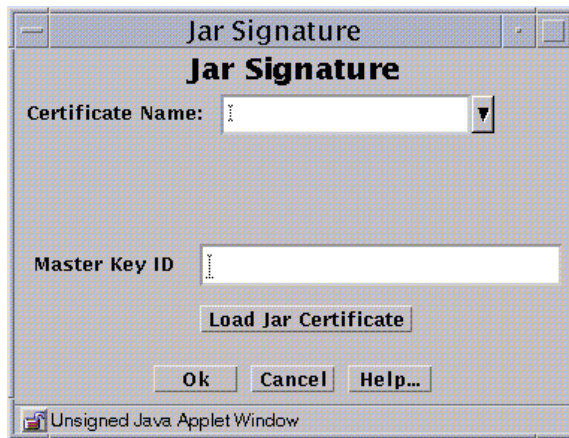 Jar Signature
Jar Signature
Certificate Name:
Master Key ID
Load Jar Certificate
Ok Cancel Help...
Unsigned Java Applet Window